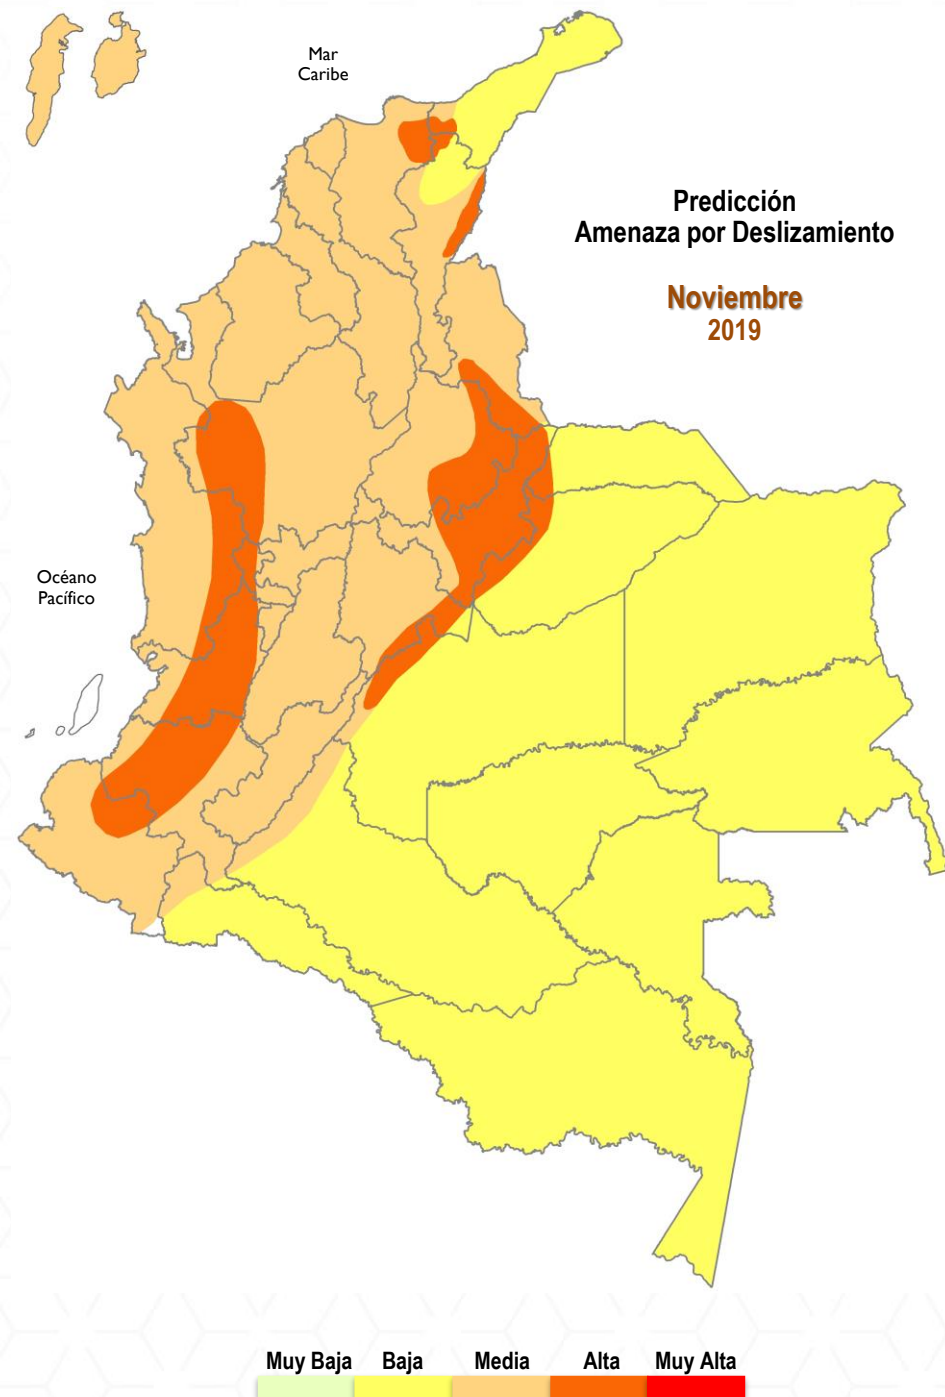 Mar
Caribe
Predicción
Amenaza por Deslizamiento
Noviembre
2019
Océano
Pacífico
Muy Baja Baja Media Alta Muy Alta